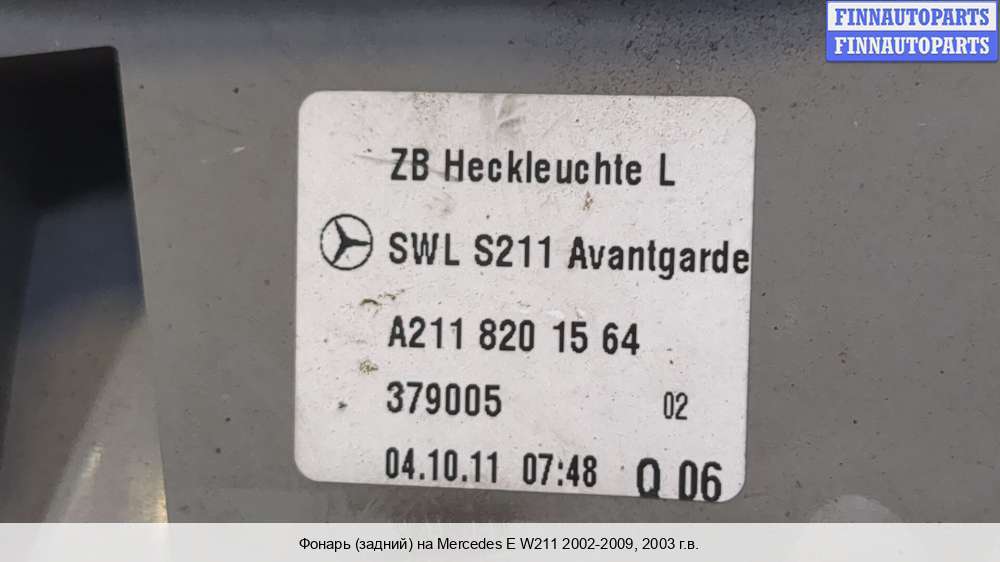 FINNAUTOPARTS
FINNAUTOPARTS
ZB Heckleuchte L
SWL S211 Avantgarde
A211 820 15 64
379005 02
04.10.11 07:48 Q 06
Фонарь (задний) на Mercedes E W211 2002-2009, 2003 г.в.